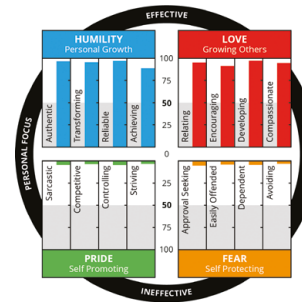 EFFECTIVE
PERSONAL FOCUS
HUMILITY
Personal Growth
LOVE
Growing Others
Authentic
Transforming
Reliable
Achieving
100
75
50
25
0
Relating
Encouraging
Developing
Compassionate
Sarcastic
Competitive
Controlling
Striving
25
50
75
100
Approval Seeking
Easily Offended
Dependent
Avoiding
PRIDE
Self Promoting
FEAR
Self Protecting
INEFFECTIVE